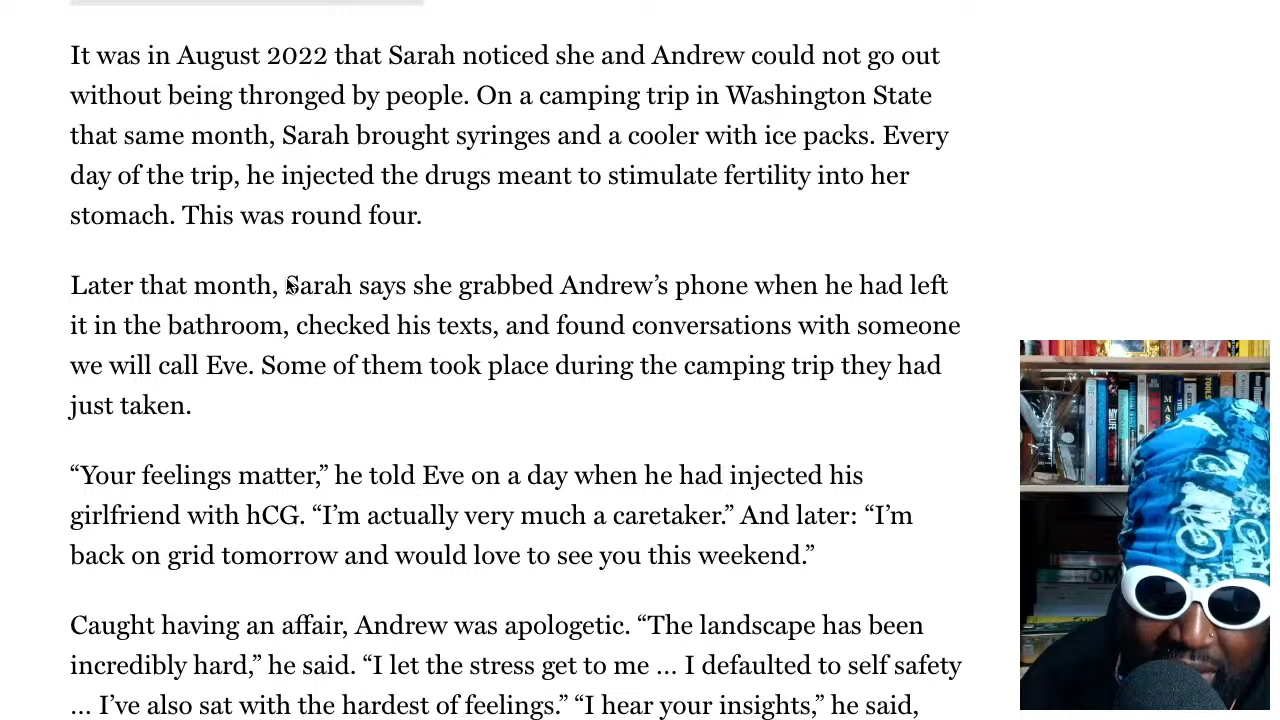 It was in August 2022 that Sarah noticed she and Andrew could not go out
without being thronged by people. On a camping trip in Washington State
that same month, Sarah brought syringes and a cooler with ice packs. Every
day of the trip, he injected the drugs meant to stimulate fertility into her
stomach. This was round four.
Later that month, Sarah says she grabbed Andrew’s phone when he had left
it in the bathroom, checked his texts, and found conversations with someone
we will call Eve. Some of them took place during the camping trip they had
just taken.
“Your feelings matter,” he told Eve on a day when he had injected his
girlfriend with hCG. “I’m actually very much a caretaker.” And later: “I’m
back on grid tomorrow and would love to see you this weekend.”
Caught having an affair, Andrew was apologetic. “The landscape has been
incredibly hard,” he said. “I let the stress get to me … I defaulted to self safety
… I’ve also sat with the hardest of feelings.” “I hear your insights,” he said,